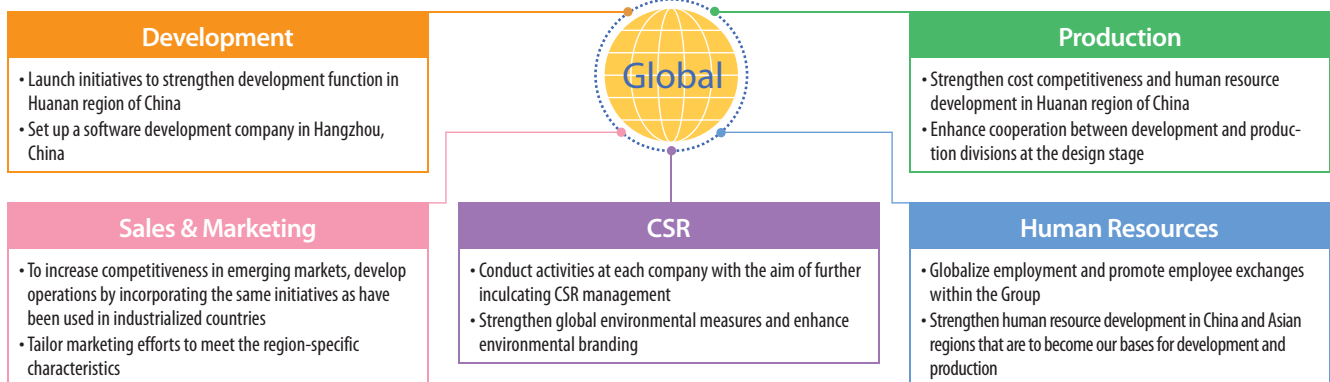 Global
Development
• Launch initiatives to strengthen development function in
Huanan region of China
• Set up a software development company in Hangzhou,
China
Production
• Strengthen cost competitiveness and human resource
development in Huanan region of China
• Enhance cooperation between development and produc-
tion divisions at the design stage
Sales & Marketing
• To increase competitiveness in emerging markets, develop
operations by incorporating the same initiatives as have
been used in industrialized countries
• Tailor marketing efforts to meet the region-specific
characteristics
CSR
• Conduct activities at each company with the aim of further
inculcating CSR management
• Strengthen global environmental measures and enhance
environmental branding
Human Resources
• Globalize employment and promote employee exchanges
within the Group
• Strengthen human resource development in China and Asian
regions that are to become our bases for development and
production